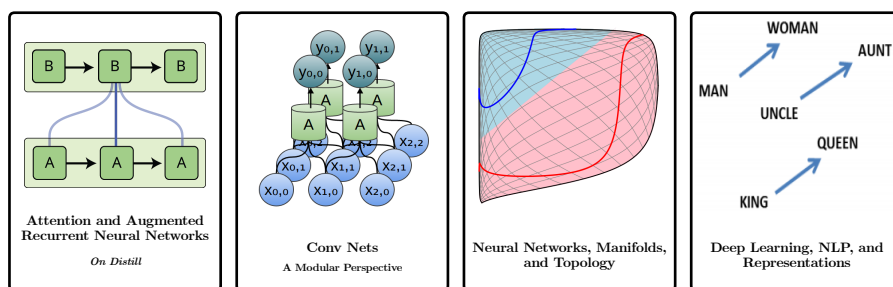 B B B
A A A
Attention and Augmented
Recurrent Neural Networks
On Distill
y0,1 y1,1
y0,0 y1,0
A A
A A
x2,2
x0,1 x1,1 x2,1
x0,0 x1,0 x2,0
Conv Nets
A Modular Perspective
Neural Networks, Manifolds,
and Topology
WOMAN
AUNT
MAN
UNCLE
QUEEN
KING
Deep Learning, NLP, and
Representations